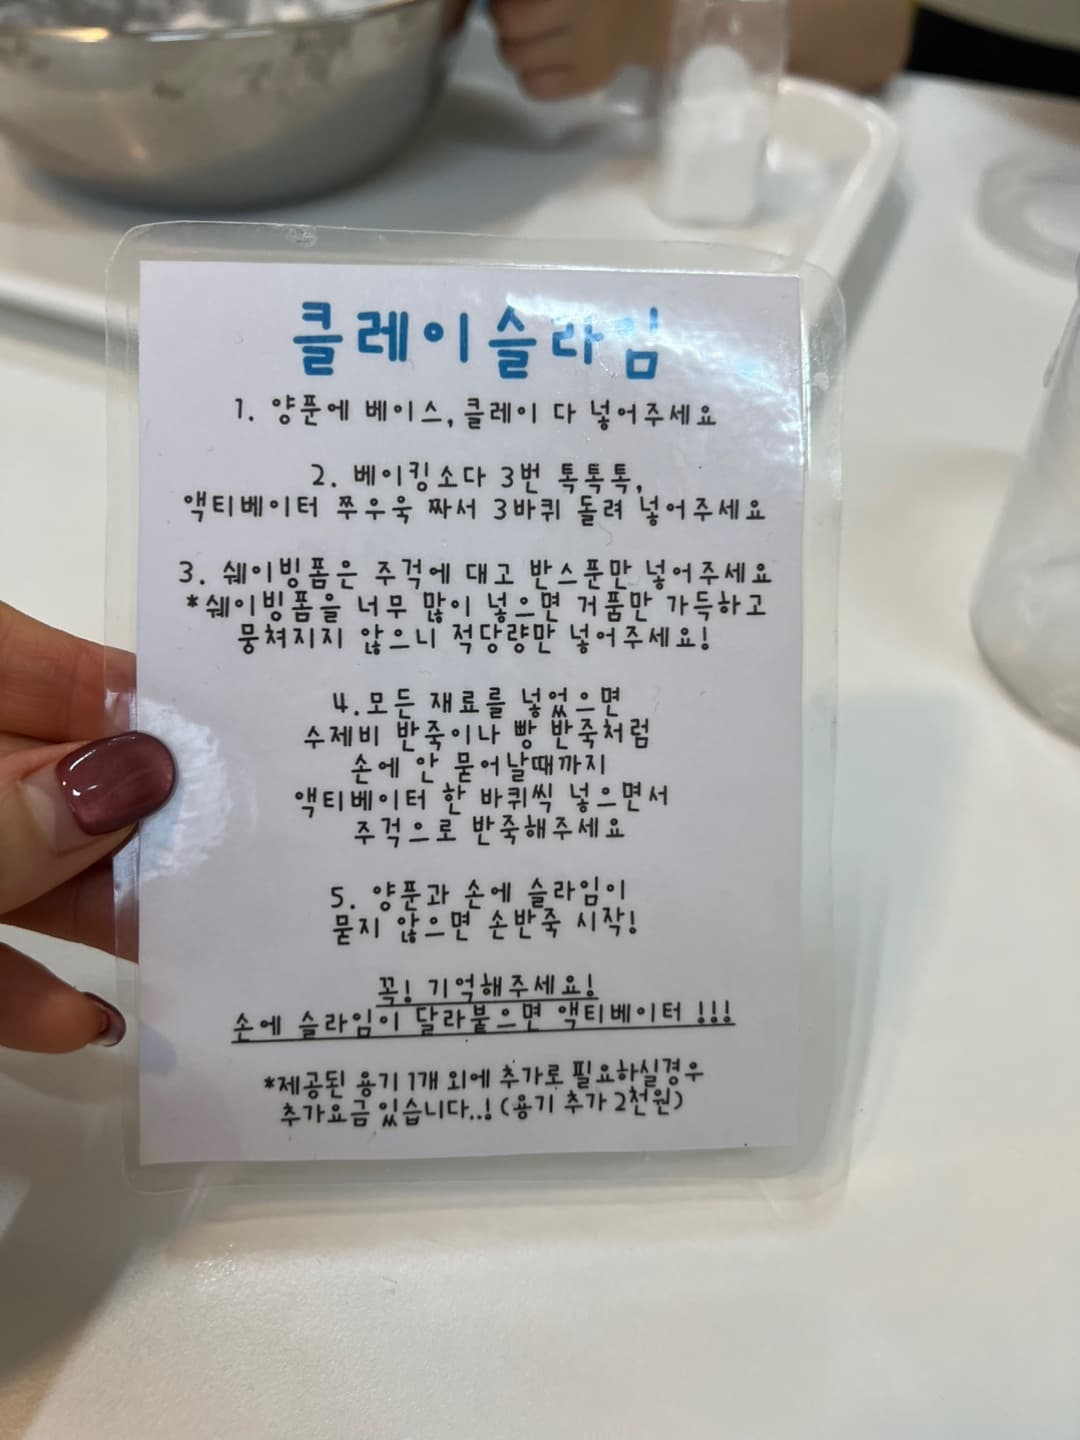 클레이슬라임
1. 양푼에 베이스, 클레이 다 넣어주세요
2. 베이킹소다 3번 톡톡톡,
액티베이터 쭈우욱 짜서 3바퀴 돌려 넣어주세요
3. 쉐이빙폼은 주걱에 대고 반스푼만 넣어주세요
*쉐이빙폼을 너무 많이 넣으면 거품만 가득하고
뭉쳐지지 않으니 적당량만 넣어주세요!
4.모든 재료를 넣었으면
수제비 반죽이나 빵 반죽처럼
손에 안 묻어날때까지
액티베이터 한 바퀴씩 넣으면서
주걱으로 반죽해주세요
5. 양푼과 손에 슬라임이
묻지 않으면 손반죽 시작!
꼭! 기억해주세요!
손에 슬라임이 달라붙으면 액티베이터 !!!
*제공된 용기 1개 외에 추가로 필요하실경우
추가요금 있습니다..! (용기 추가 2천원)